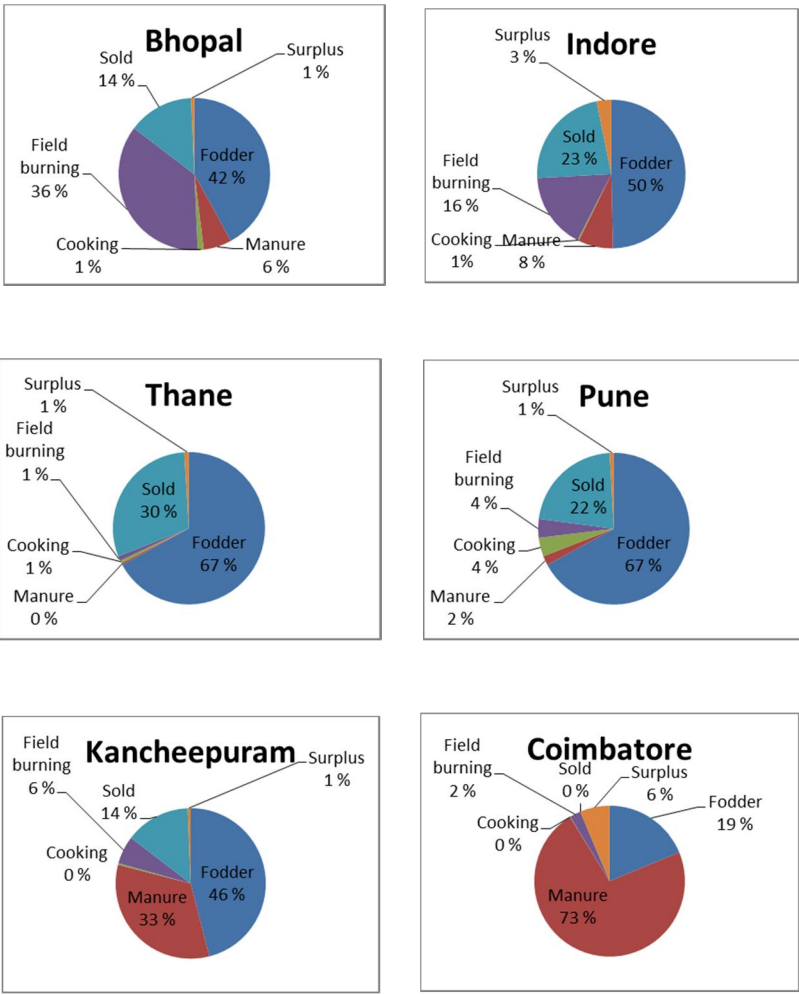 Bhopal
Surplus
1 %
Sold
14 %
Field
burning
36 %
Fodder
42 %
Cooking
1 %
Manure
6 %
Indore
Surplus
3 %
Sold
23 %
Fodder
50 %
Field
burning
16 %
Cooking
1%
Manure
8 %
Thane
Surplus
1 %
Field
burning
1 %
Sold
30 %
Fodder
67 %
Cooking
1 %
Manure
0 %
Pune
Surplus
1 %
Field
burning
4 %
Sold
22 %
Fodder
67 %
Cooking
4 %
Manure
2 %
Kancheepuram
Surplus
1 %
Field
burning
6 %
Sold
14 %
Cooking
0 %
Fodder
46 %
Manure
33 %
Coimbatore
Field
burning
2 %
Sold
0 %
Surplus
6 %
Fodder
19 %
Cooking
0 %
Manure
73 %